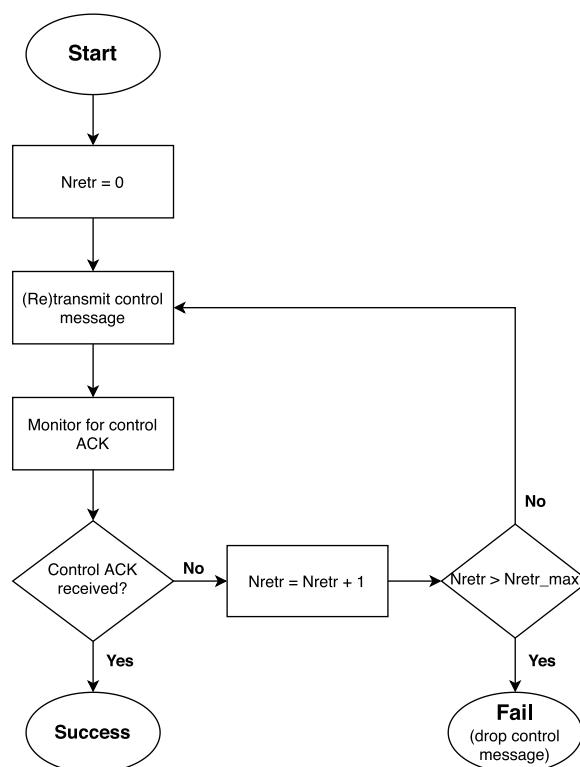 Start
Nretr = 0
(Re)transmit control
message
Monitor for control
ACK
No
Control ACK
received?
No
Nretr = Nretr + 1
Nretr > Nretr_max
Yes
Yes
Success
Fail
(drop control
message)